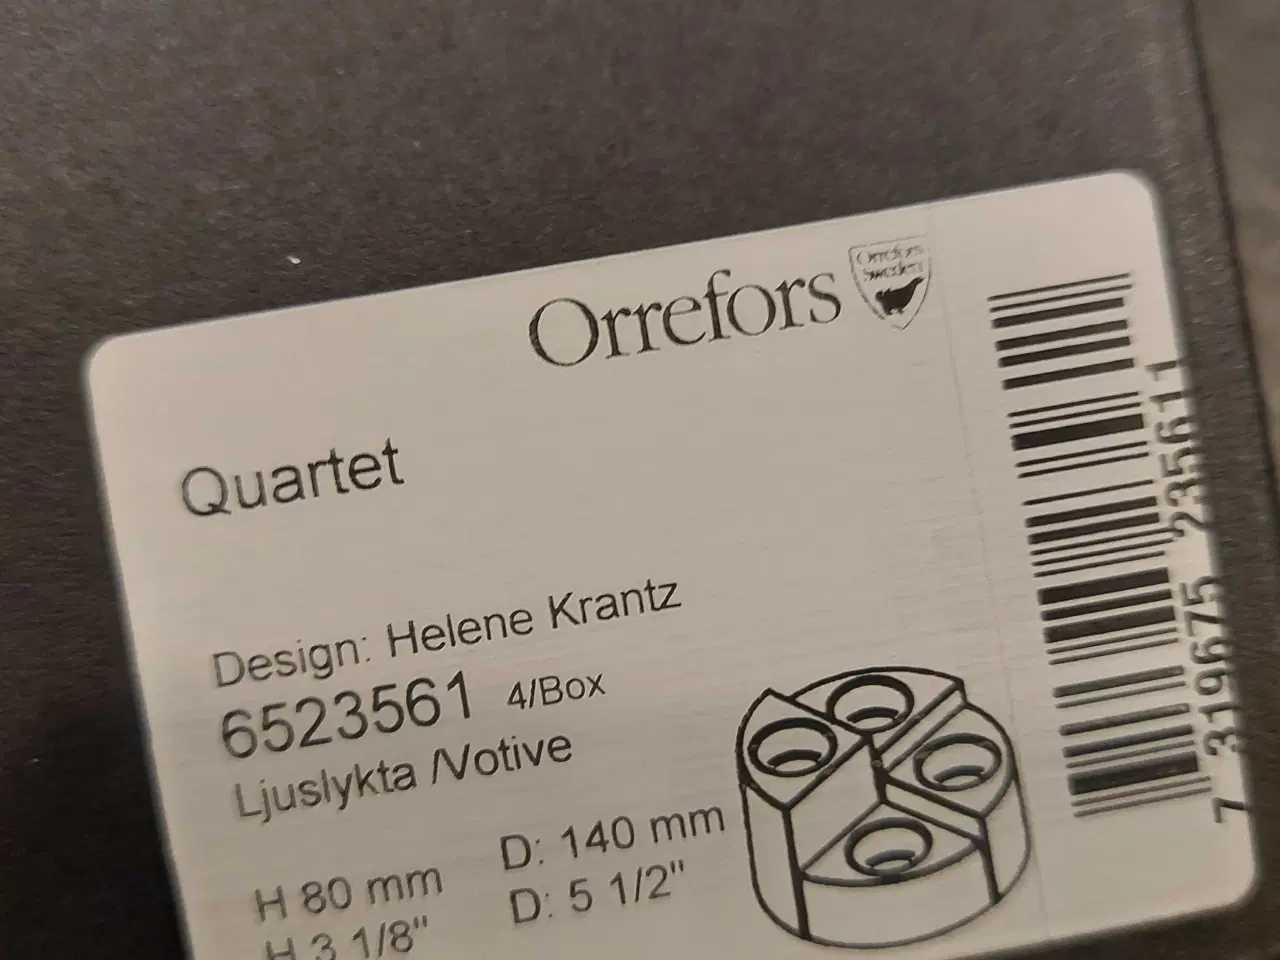 Orrefors
Orrefors
Sweden
Quartet
Design: Helene Krantz
6523561 4/Box
Ljuslykta /Votive
H 80 mm D: 140 mm
H 3 1/8" D: 5 1/2"
7 319675 235611